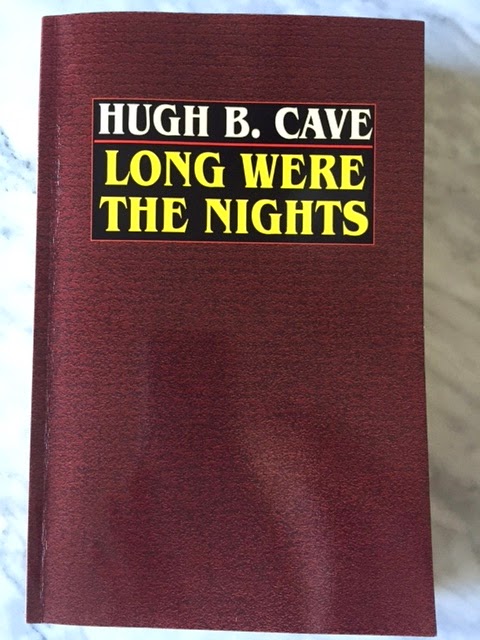 HUGH B. CAVE
LONG WERE
THE NIGHTS